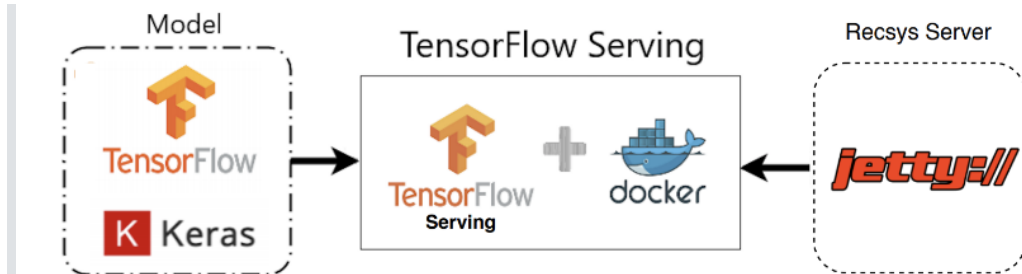 Model
TensorFlow
Keras
K
TensorFlow Serving
TensorFlow
Serving
docker
Recsys Server
jetty://